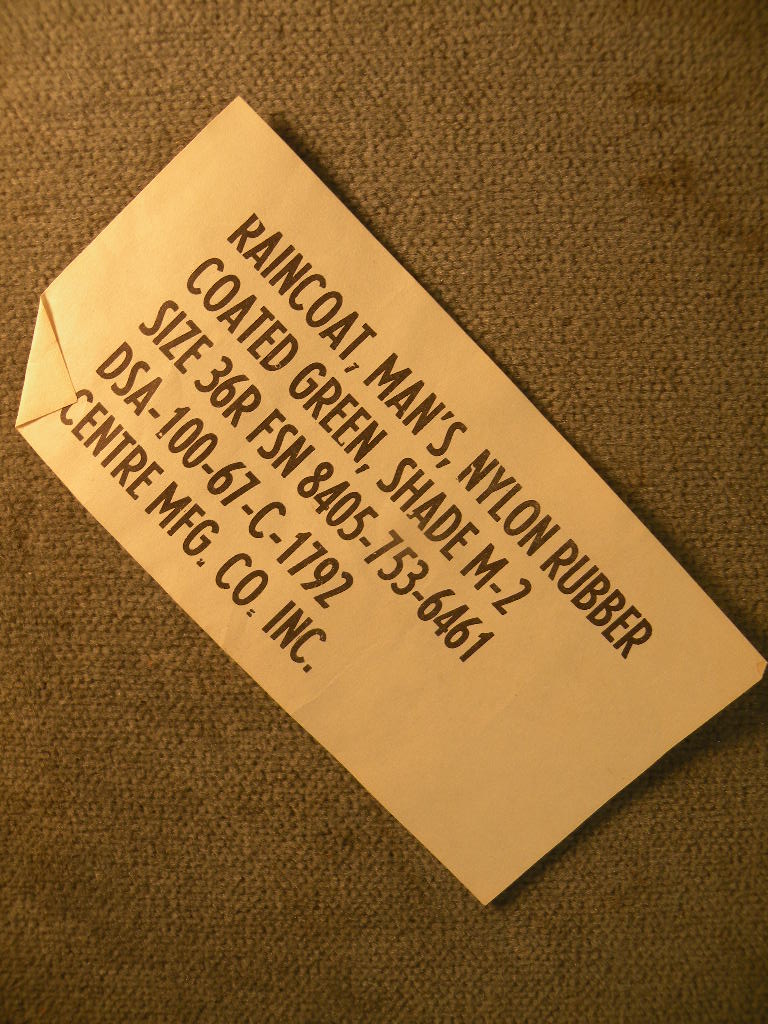 RAINCOAT, MAN'S, NYLON RUBBER
COATED GREEN, SHADE M-2
SIZE 36R FSN 8405-753-6461
DSA-100-67-C-1792
CENTRE MFG. CO. INC.